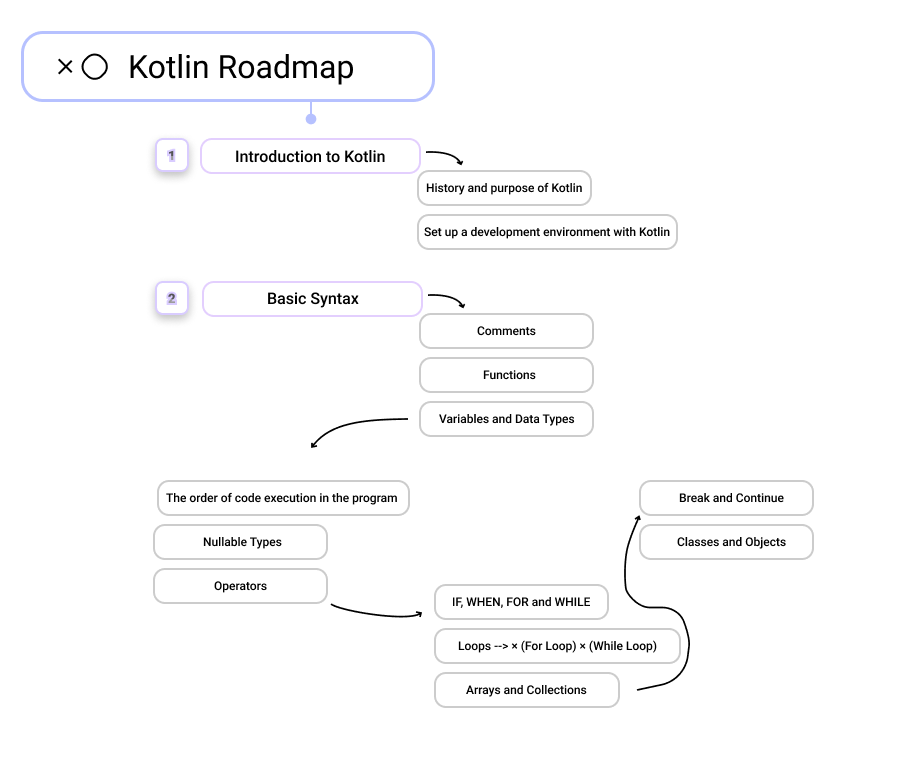 Kotlin Roadmap
1
Introduction to Kotlin
History and purpose of Kotlin
Set up a development environment with Kotlin
2
Basic Syntax
Comments
Functions
Variables and Data Types
The order of code execution in the program
Nullable Types
Operators
IF, WHEN, FOR and WHILE
Loops --> × (For Loop) × (While Loop)
Arrays and Collections
Break and Continue
Classes and Objects